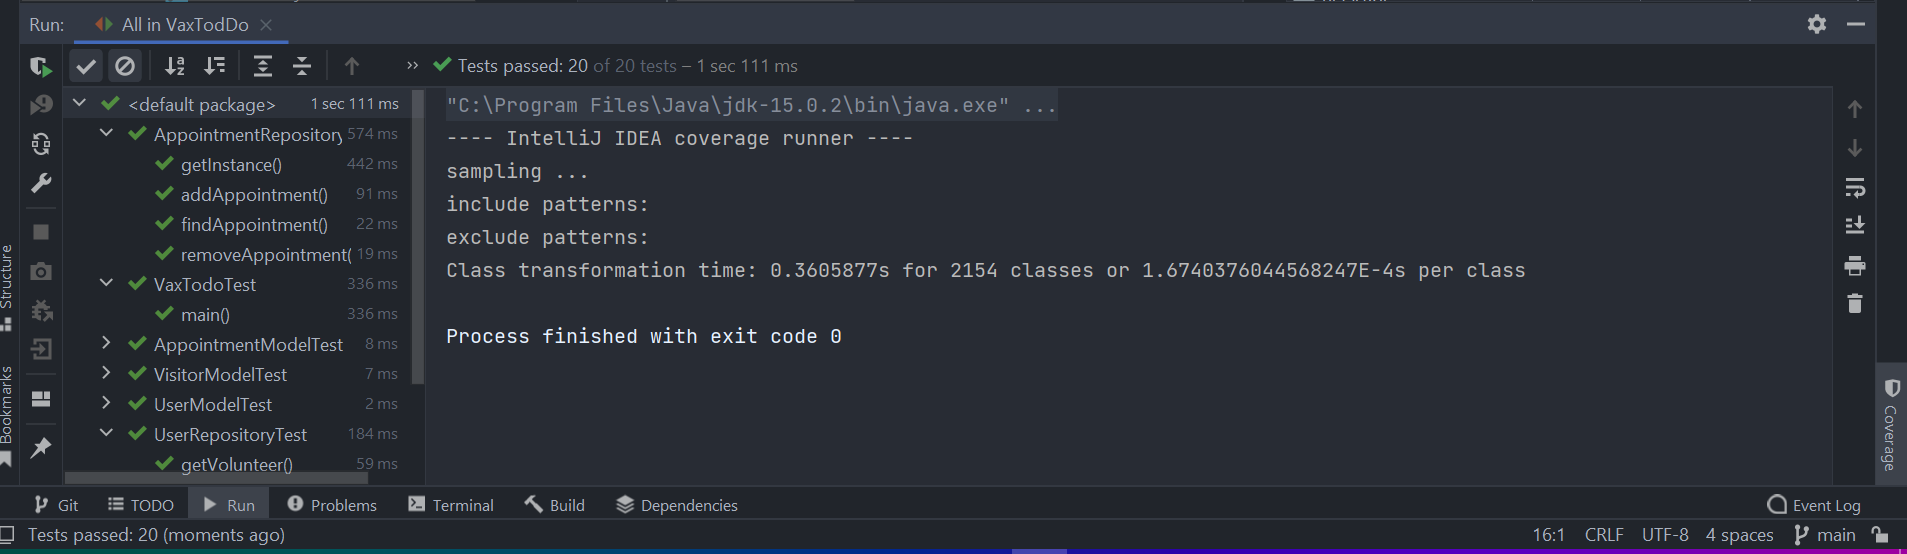 Run: All in VaxTodDo
Tests passed: 20 of 20 tests – 1 sec 111 ms
<default package> 1 sec 111 ms
AppointmentRepository 574 ms
getInstance() 442 ms
addAppointment() 91 ms
findAppointment() 22 ms
removeAppointment( 19 ms
VaxTodoTest 336 ms
main() 336 ms
AppointmentModelTest 8 ms
VisitorModelTest 7 ms
UserModelTest 2 ms
UserRepositoryTest 184 ms
getVolunteer() 59 ms
"C:\Program Files\Java\jdk-15.0.2\bin\java.exe" ...
---- IntelliJ IDEA coverage runner ----
sampling ...
include patterns:
exclude patterns:
Class transformation time: 0.3605877s for 2154 classes or 1.6740376044568247E-4s per class
Process finished with exit code 0
Structure
Bookmarks
Coverage
Git TODO Run Problems Terminal Build Dependencies Event Log
Tests passed: 20 (moments ago) 16:1 CRLF UTF-8 4 spaces main